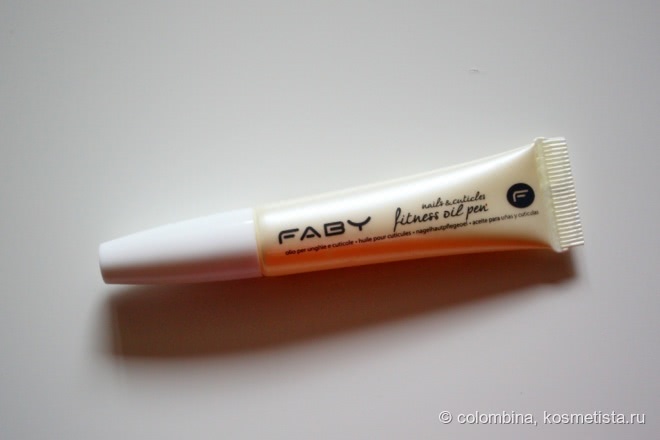 FABY
nails & cuticles
fitness oil pen
F
olio per unghie e cuticole • huile pour cuticules • nagelhautpflegeoel • aceite para uñas y cutículas
© colombina, kosmetista.ru